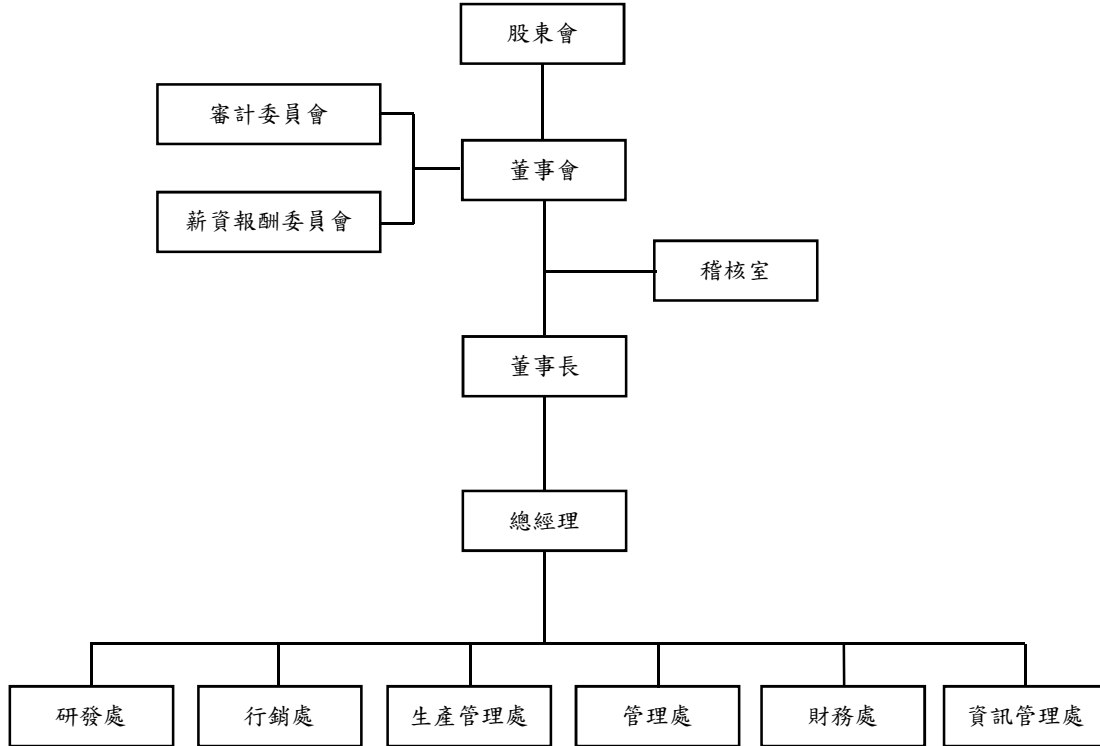 股東會
審計委員會
董事會
薪資報酬委員會
稽核室
董事長
總經理
研發處
行銷處
生產管理處
管理處
財務處
資訊管理處